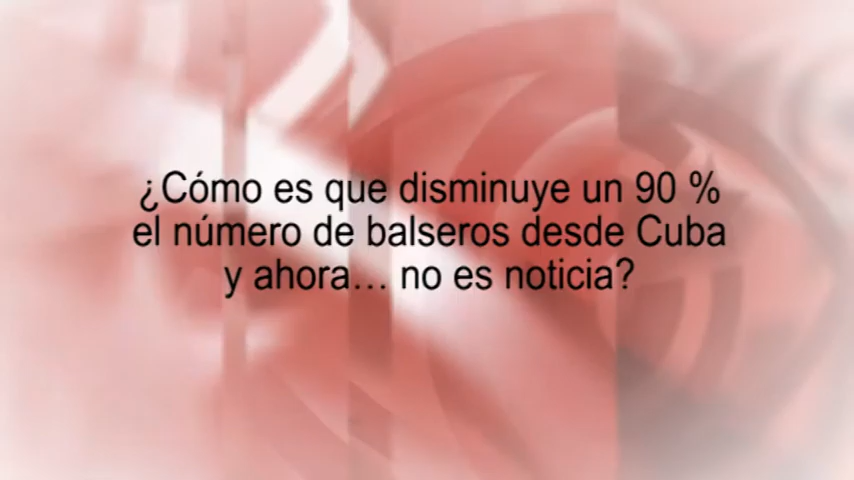 ¿Cómo es que disminuye un 90 %
el número de balseros desde Cuba
y ahora... no es noticia?